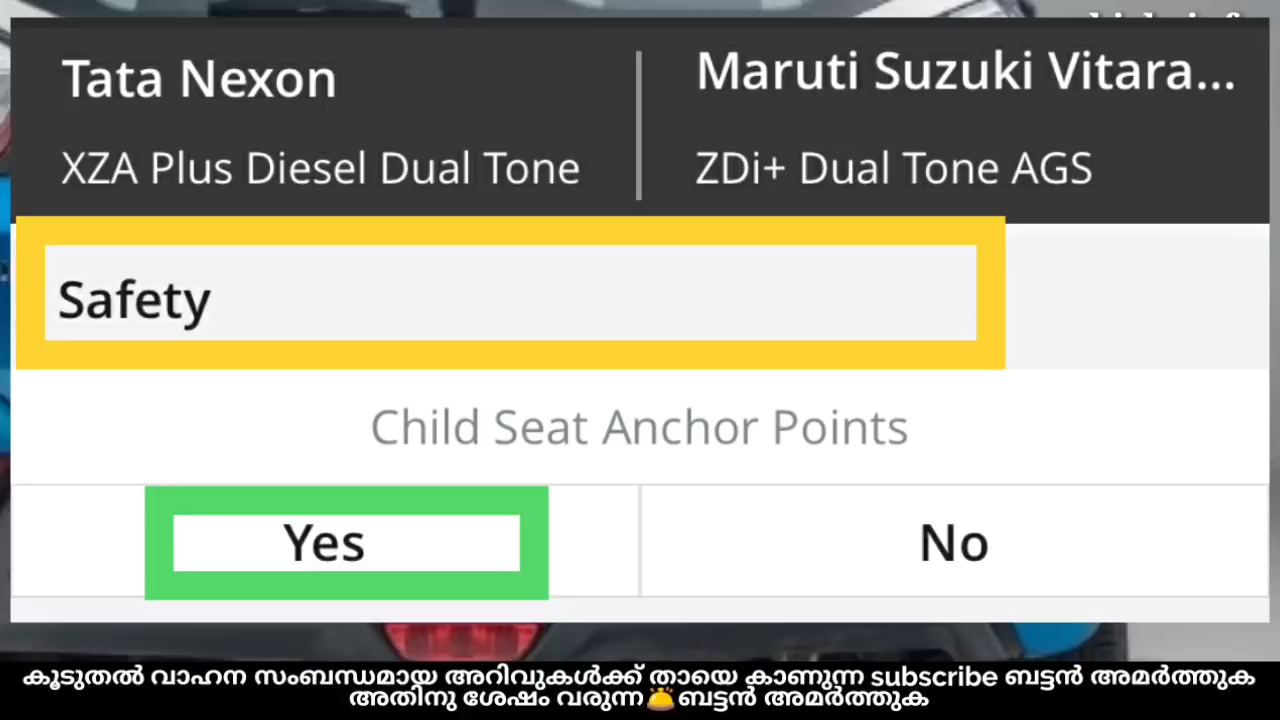 Tata Nexon
Maruti Suzuki Vitara...
XZA Plus Diesel Dual Tone
ZDi+ Dual Tone AGS
Safety
Child Seat Anchor Points
Yes
No
കൂടുതൽ വാഹന സംബന്ധമായ അറിവുകൾക്ക് താഴെ കാണുന്ന subscribe ബട്ടൻ അമർത്തുക
അതിനു ശേഷം വരുന്ന🛎️ബട്ടൻ അമർത്തുക